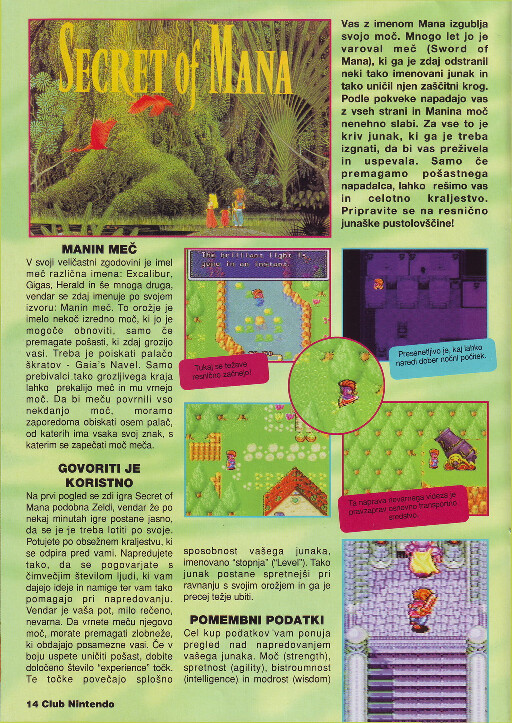 SECRET of MANA
Vas z imenom Mana izgublja
svojo moč. Mnogo let jo je
varoval meč (Sword of
Mana), ki ga je zdaj odstranil
neki tako imenovani junak in
tako uničil njen zaščitni krog.
Podle pokveke napadajo vas
z vseh strani in Manina moč
nenehno slabi. Za vse to je
kriv junak, ki ga je treba
izgnati, da bi vas preživela
in uspevala. Samo če
premagamo pošastnega
napadalca, lahko rešimo vas
in celotno kraljestvo.
Pripravite se na resnično
junaške pustolovščine!
MANIN MEČ
V svoji veličastni zgodovini je imel
meč različna imena: Excalibur,
Gigas, Herald in še mnoga druga,
vendar se zdaj imenuje po svojem
izvoru: Manin meč. To orožje je
imelo nekoč izredno moč, ki jo je
mogoče obnoviti, samo če
premagate pošasti, ki zdaj grozijo
vasi. Treba je poiskati palačo
škratov - Gaia's Navel. Samo
prebivalci tako grozljivega kraja
lahko prekalijo meč in mu vrnejo
moč. Da bi meču povrnili vso
nekdanjo moč, moramo
zaporedoma obiskati osem palač,
od katerih ima vsaka svoj znak, s
katerim se zapečati moč meča.
GOVORITI JE
KORISTNO
Na prvi pogled se zdi igra Secret of
Mana podobna Zeldi, vendar že po
nekaj minutah igre postane jasno,
da se je je treba lotiti po svoje.
Potujete po obsežnem kraljestvu, ki
se odpira pred vami. Napredujete
tako, da se pogovarjate s
čimvečjim številom ljudi, ki vam
dajejo ideje in namige ter vam tako
pomagajo pri napredovanju.
Vendar je vaša pot, milo rečeno,
nevarna. Da vrnete meču njegovo
moč, morate premagati zlobneže,
ki obdajajo posamezne vasi. Če v
boju uspete uničiti pošast, dobite
določeno število "experience" točk.
Te točke povečajo splošno
The brilliant light is
gone in an instant.
Tukaj se težave
resnično začnejo!
Presenetljivo je, kaj lahko
naredi dober nočni počitek.
Ta naprava nevarnega videza je
pravzaprav osnovno transportno
sredstvo.
sposobnost vašega junaka,
imenovano "stopnja" ("Level"). Tako
junak postane spretnejši pri
ravnanju s svojim orožjem in ga je
precej težje ubiti.
POMEMBNI PODATKI
Cel kup podatkov vam ponuja
pregled nad napredovanjem
vašega junaka. Moč (strength),
spretnost (agility), bistroumnost
(intelligence) in modrost (wisdom)
14 Club Nintendo